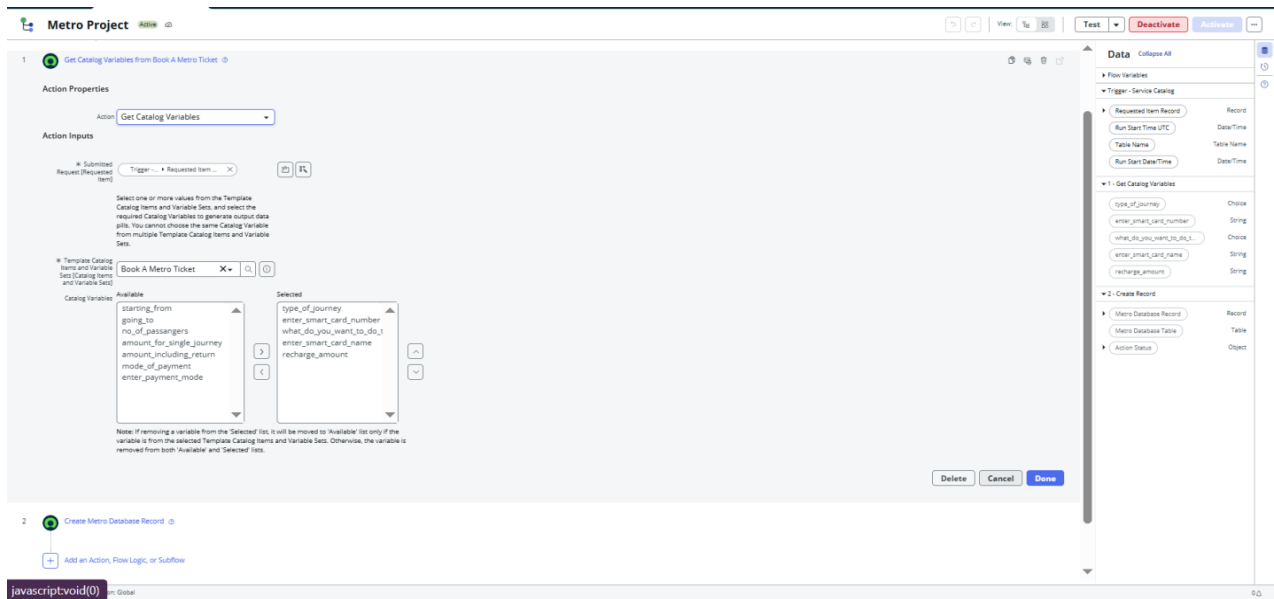 Metro Project Active
View:
Test
Deactivate
Activate
1 Get Catalog Variables from Book A Metro Ticket
Action Properties
Action Get Catalog Variables
Action Inputs
* Submitted
Request [Requested
Item]
Trigger -... Requested Item ... X
Select one or more values from the Template
Catalog Items and Variable Sets, and select the
required Catalog Variables to generate output data
pills. You cannot choose the same Catalog Variable
from multiple Template Catalog Items and Variable
Sets.
* Template Catalog
Items and Variable
Sets [Catalog Items
and Variable Sets]
Book A Metro Ticket
Catalog Variables
Available
starting_from
going_to
no_of_passangers
amount_for_single_journey
amount_including_return
mode_of_payment
enter_payment_mode
Selected
type_of_journey
enter_smart_card_number
what_do_you_want_to_do_t
enter_smart_card_name
recharge_amount
Note: If removing a variable from the 'Selected' list, it will be moved to 'Available' list only if the
variable is from the selected Template Catalog Items and Variable Sets. Otherwise, the variable is
removed from both 'Available' and 'Selected' lists.
Delete
Cancel
Done
2 Create Metro Database Record
Add an Action, Flow Logic, or Subflow
javascript:void(0)
on: Global
Data Collapse All
Flow Variables
Trigger - Service Catalog
Requested Item Record Record
Run Start Time UTC Date/Time
Table Name Table Name
Run Start Date/Time Date/Time
1 - Get Catalog Variables
type_of_journey Choice
enter_smart_card_number String
what_do_you_want_to_do_t... Choice
enter_smart_card_name String
recharge_amount String
2 - Create Record
Metro Database Record Record
Metro Database Table Table
Action Status Object
0